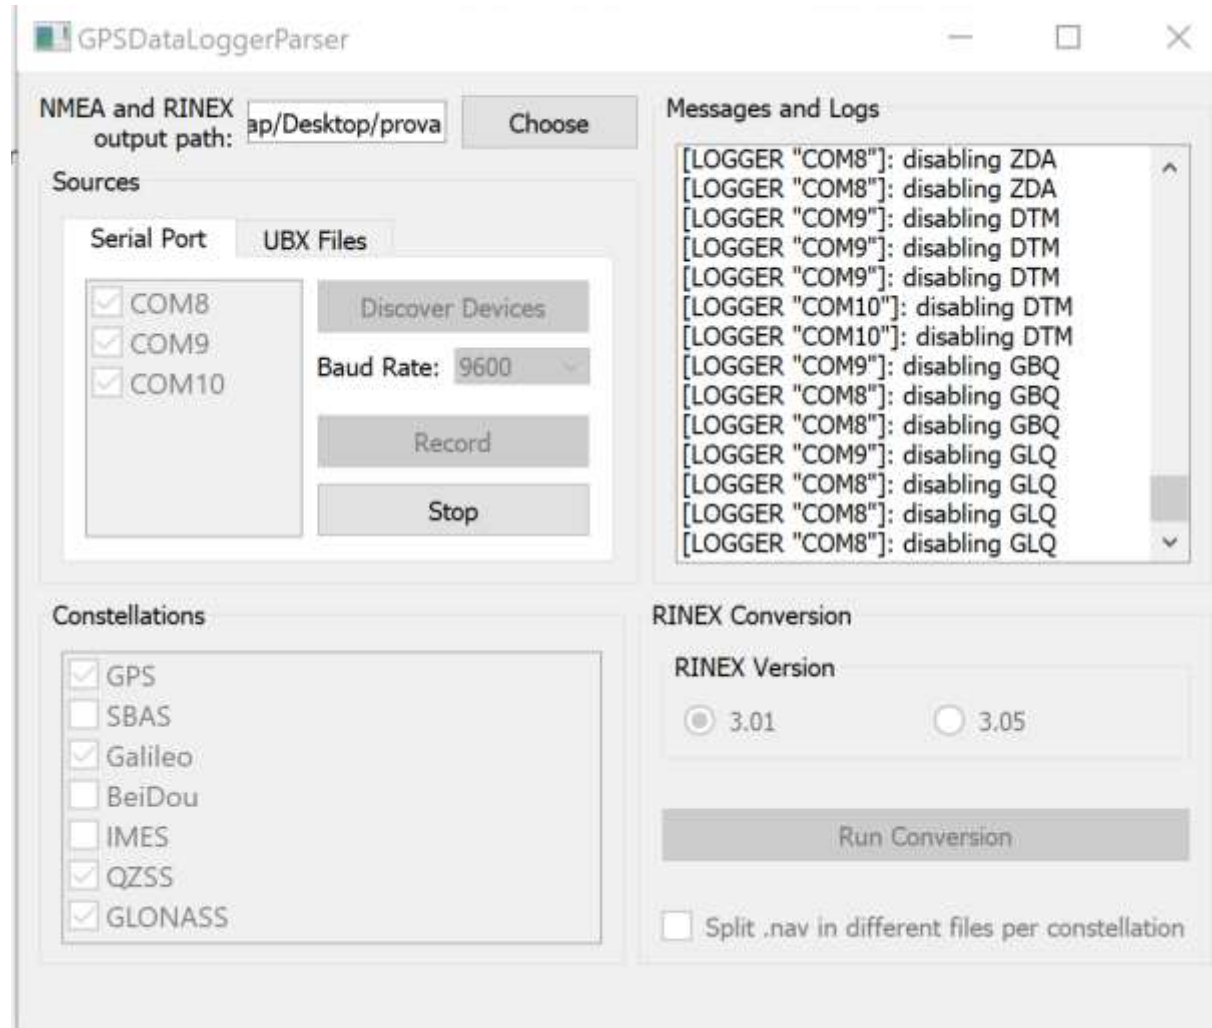 GPSDataLoggerParser
NMEA and RINEX
output path:
ap/Desktop/prova
Choose
Sources
Serial Port
UBX Files
COM8
COM9
COM10
Discover Devices
Baud Rate:
9600
Record
Stop
Messages and Logs
[LOGGER "COM8"]: disabling ZDA
[LOGGER "COM8"]: disabling ZDA
[LOGGER "COM9"]: disabling DTM
[LOGGER "COM9"]: disabling DTM
[LOGGER "COM9"]: disabling DTM
[LOGGER "COM10"]: disabling DTM
[LOGGER "COM10"]: disabling DTM
[LOGGER "COM9"]: disabling GBQ
[LOGGER "COM8"]: disabling GBQ
[LOGGER "COM8"]: disabling GBQ
[LOGGER "COM9"]: disabling GLQ
[LOGGER "COM8"]: disabling GLQ
[LOGGER "COM8"]: disabling GLQ
[LOGGER "COM8"]: disabling GLQ
Constellations
GPS
SBAS
Galileo
BeiDou
IMES
QZSS
GLONASS
RINEX Conversion
RINEX Version
3.01
3.05
Run Conversion
Split .nav in different files per constellation